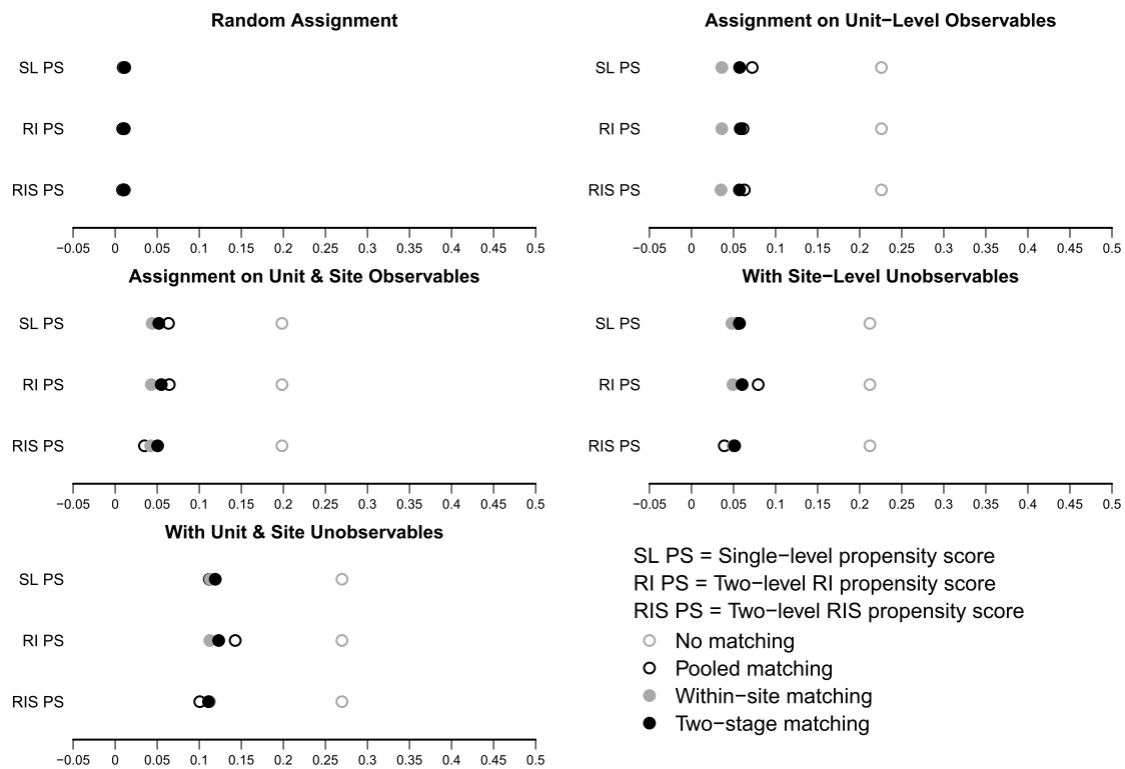 Random Assignment
SL PS
RI PS
RIS PS
−0.05 0 0.05 0.1 0.15 0.2 0.25 0.3 0.35 0.4 0.45 0.5
Assignment on Unit−Level Observables
SL PS
RI PS
RIS PS
−0.05 0 0.05 0.1 0.15 0.2 0.25 0.3 0.35 0.4 0.45 0.5
Assignment on Unit & Site Observables
SL PS
RI PS
RIS PS
−0.05 0 0.05 0.1 0.15 0.2 0.25 0.3 0.35 0.4 0.45 0.5
With Site−Level Unobservables
SL PS
RI PS
RIS PS
−0.05 0 0.05 0.1 0.15 0.2 0.25 0.3 0.35 0.4 0.45 0.5
With Unit & Site Unobservables
SL PS
RI PS
RIS PS
−0.05 0 0.05 0.1 0.15 0.2 0.25 0.3 0.35 0.4 0.45 0.5
SL PS = Single−level propensity score
RI PS = Two−level RI propensity score
RIS PS = Two−level RIS propensity score
No matching
Pooled matching
Within−site matching
Two−stage matching